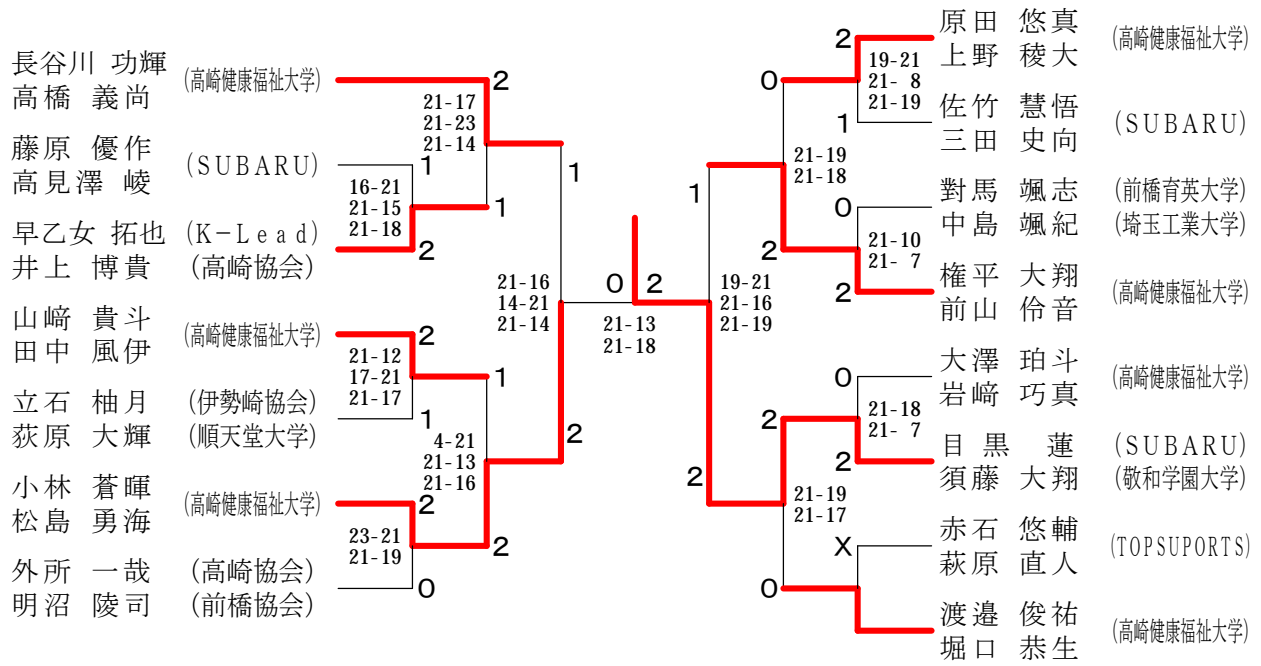 長谷川 功輝
高橋 義尚
(高崎健康福祉大学)
2
21-17
21-23
21-14
藤原 優作
高見澤 崚
(SUBARU)
1
16-21
21-15
21-18
1
早乙女 拓也 (K-Lead)
井上 博貴 (高崎協会)
2
1
21-16
14-21
21-14
山﨑 貴斗
田中 風伊
(高崎健康福祉大学)
2
21-12
17-21
21-17
1
立石 柚月 (伊勢崎協会)
荻原 大輝 (順天堂大学)
1
4-21
21-13
21-16
2
小林 蒼暉
松島 勇海
(高崎健康福祉大学)
2
23-21
21-19
2
外所 一哉 (高崎協会)
明沼 陵司 (前橋協会)
0
0 2
21-13
21-18
原田 悠真
上野 稜大
(高崎健康福祉大学)
2
19-21
21- 8
21-19
0
佐竹 慧悟
三田 史向
(SUBARU)
1
21-19
21-18
1
對馬 颯志 (前橋育英大学)
中島 颯紀 (埼玉工業大学)
0
21-10
21- 7
2
権平 大翔
前山 伶音
(高崎健康福祉大学)
2
19-21
21-16
21-19
大澤 珀斗
岩﨑 巧真
(高崎健康福祉大学)
0
21-18
21- 7
2
目黒 蓮 (SUBARU)
須藤 大翔 (敬和学園大学)
2
21-19
21-17
2
赤石 悠輔
萩原 直人
(TOPSUPORTS)
X
0
渡邉 俊祐
堀口 恭生
(高崎健康福祉大学)